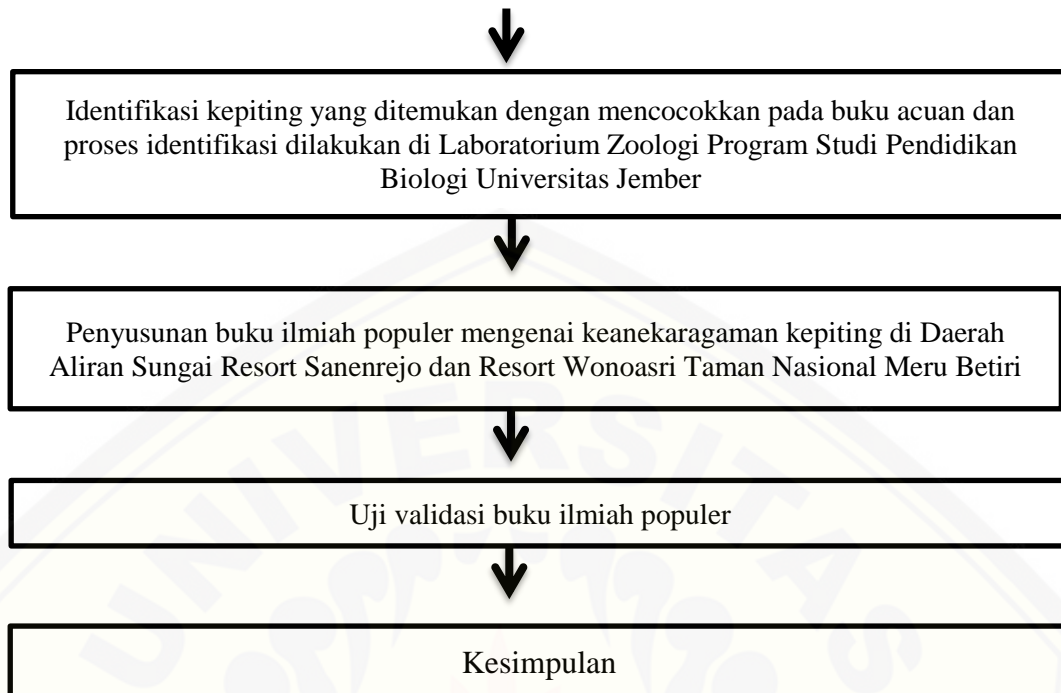 Identifikasi kepiting yang ditemukan dengan mencocokkan pada buku acuan dan
proses identifikasi dilakukan di Laboratorium Zoologi Program Studi Pendidikan
Biologi Universitas Jember
Penyusunan buku ilmiah populer mengenai keanekaragaman kepiting di Daerah
Aliran Sungai Resort Sanenrejo dan Resort Wonoasri Taman Nasional Meru Betiri
UNIVERSITAS
Uji validasi buku ilmiah populer
Kesimpulan